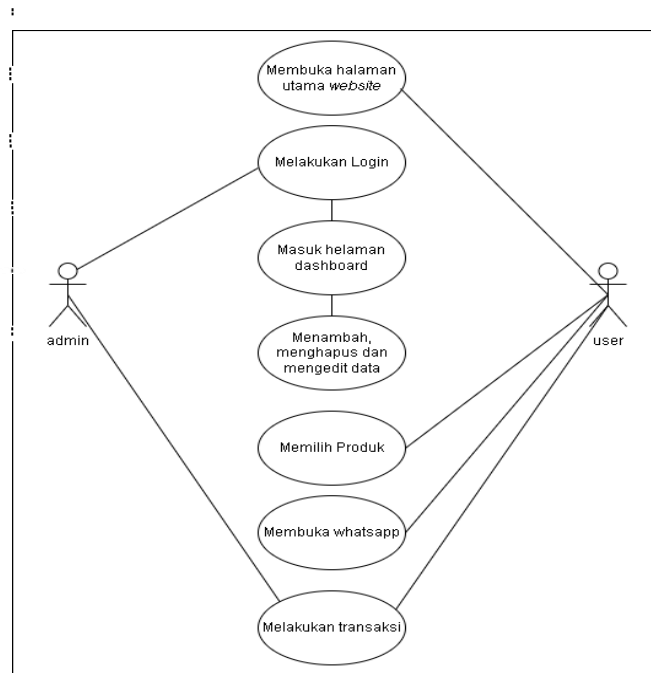 Membuka halaman
utama website
Melakukan Login
Masuk helaman
dashboard
admin
user
Menambah,
menghapus dan
mengedit data
Memilih Produk
Membuka whatsapp
Melakukan transaksi